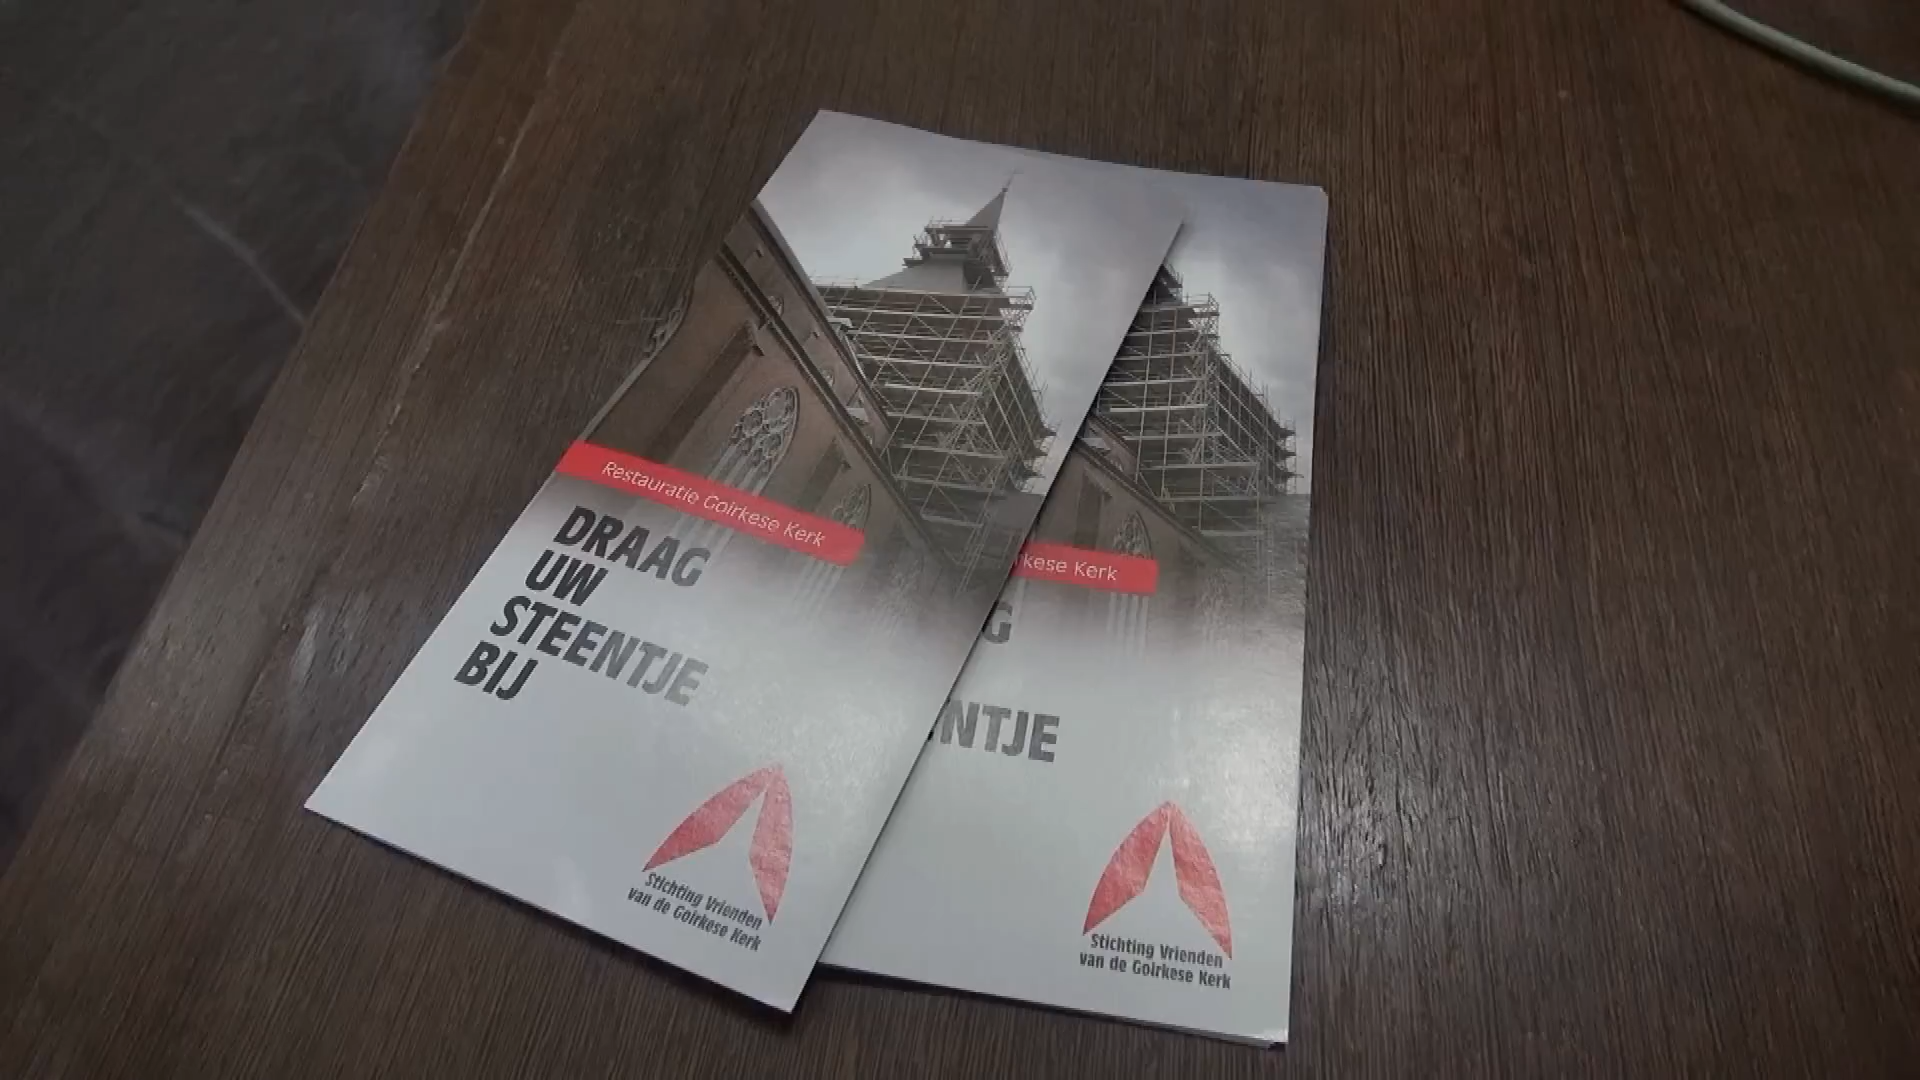 Restauratie Goirkese Kerk
DRAAG
UW
STEENTJE
BIJ
Stichting Vrienden
van de Goirkese Kerk
kese Kerk
G
NTJE
Stichting Vrienden
van de Goirkese Kerk